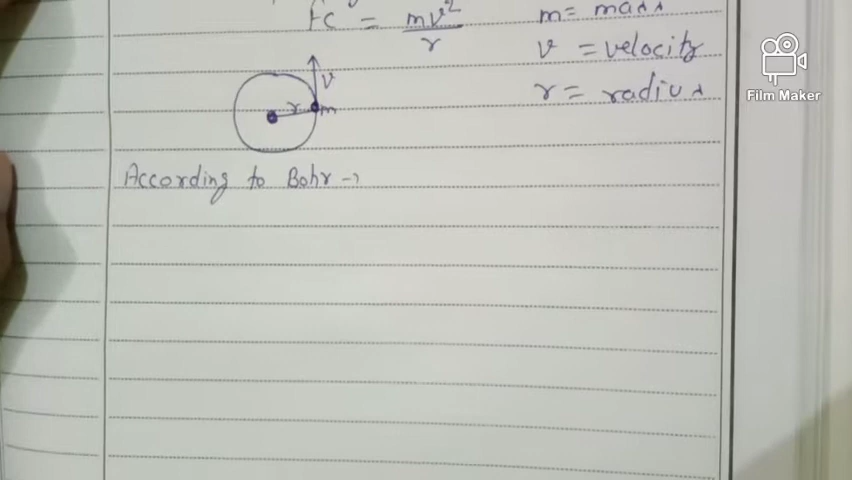 Fc = mv²/r
m = mass
v = velocity
r = radius
v
r
m
According to Bohr →
Film Maker